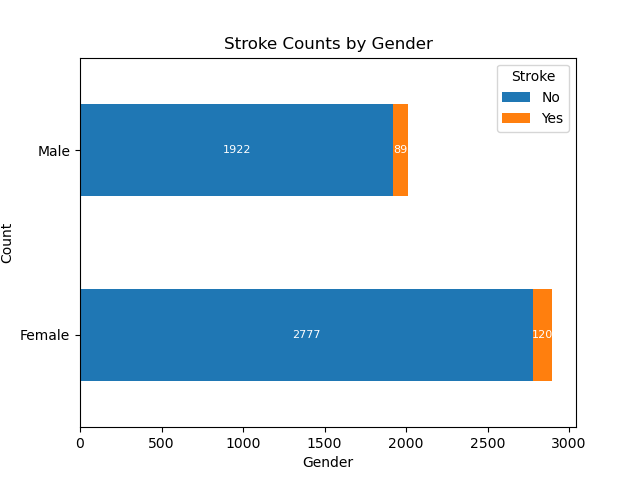 Stroke Counts by Gender
Stroke
No
Yes
Male
1922
89
Count
Female
2777
120
0 500 1000 1500 2000 2500 3000
Gender